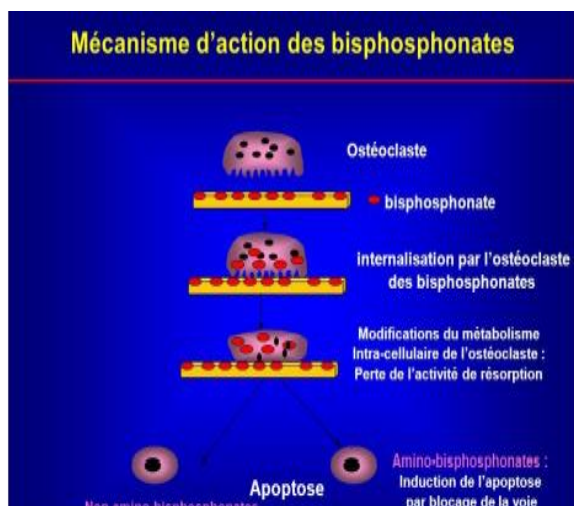 Mécanisme d'action des bisphosphonates
Ostéoclaste
bisphosphonate
internalisation par l'ostéoclaste
des bisphosphonates
Modifications du métabolisme
Intra-cellulaire de l'ostéoclaste :
Perte de l'activité de résorption
Amino-bisphosphonates :
Apoptose
Induction de l'apoptose
par blocage de la voie